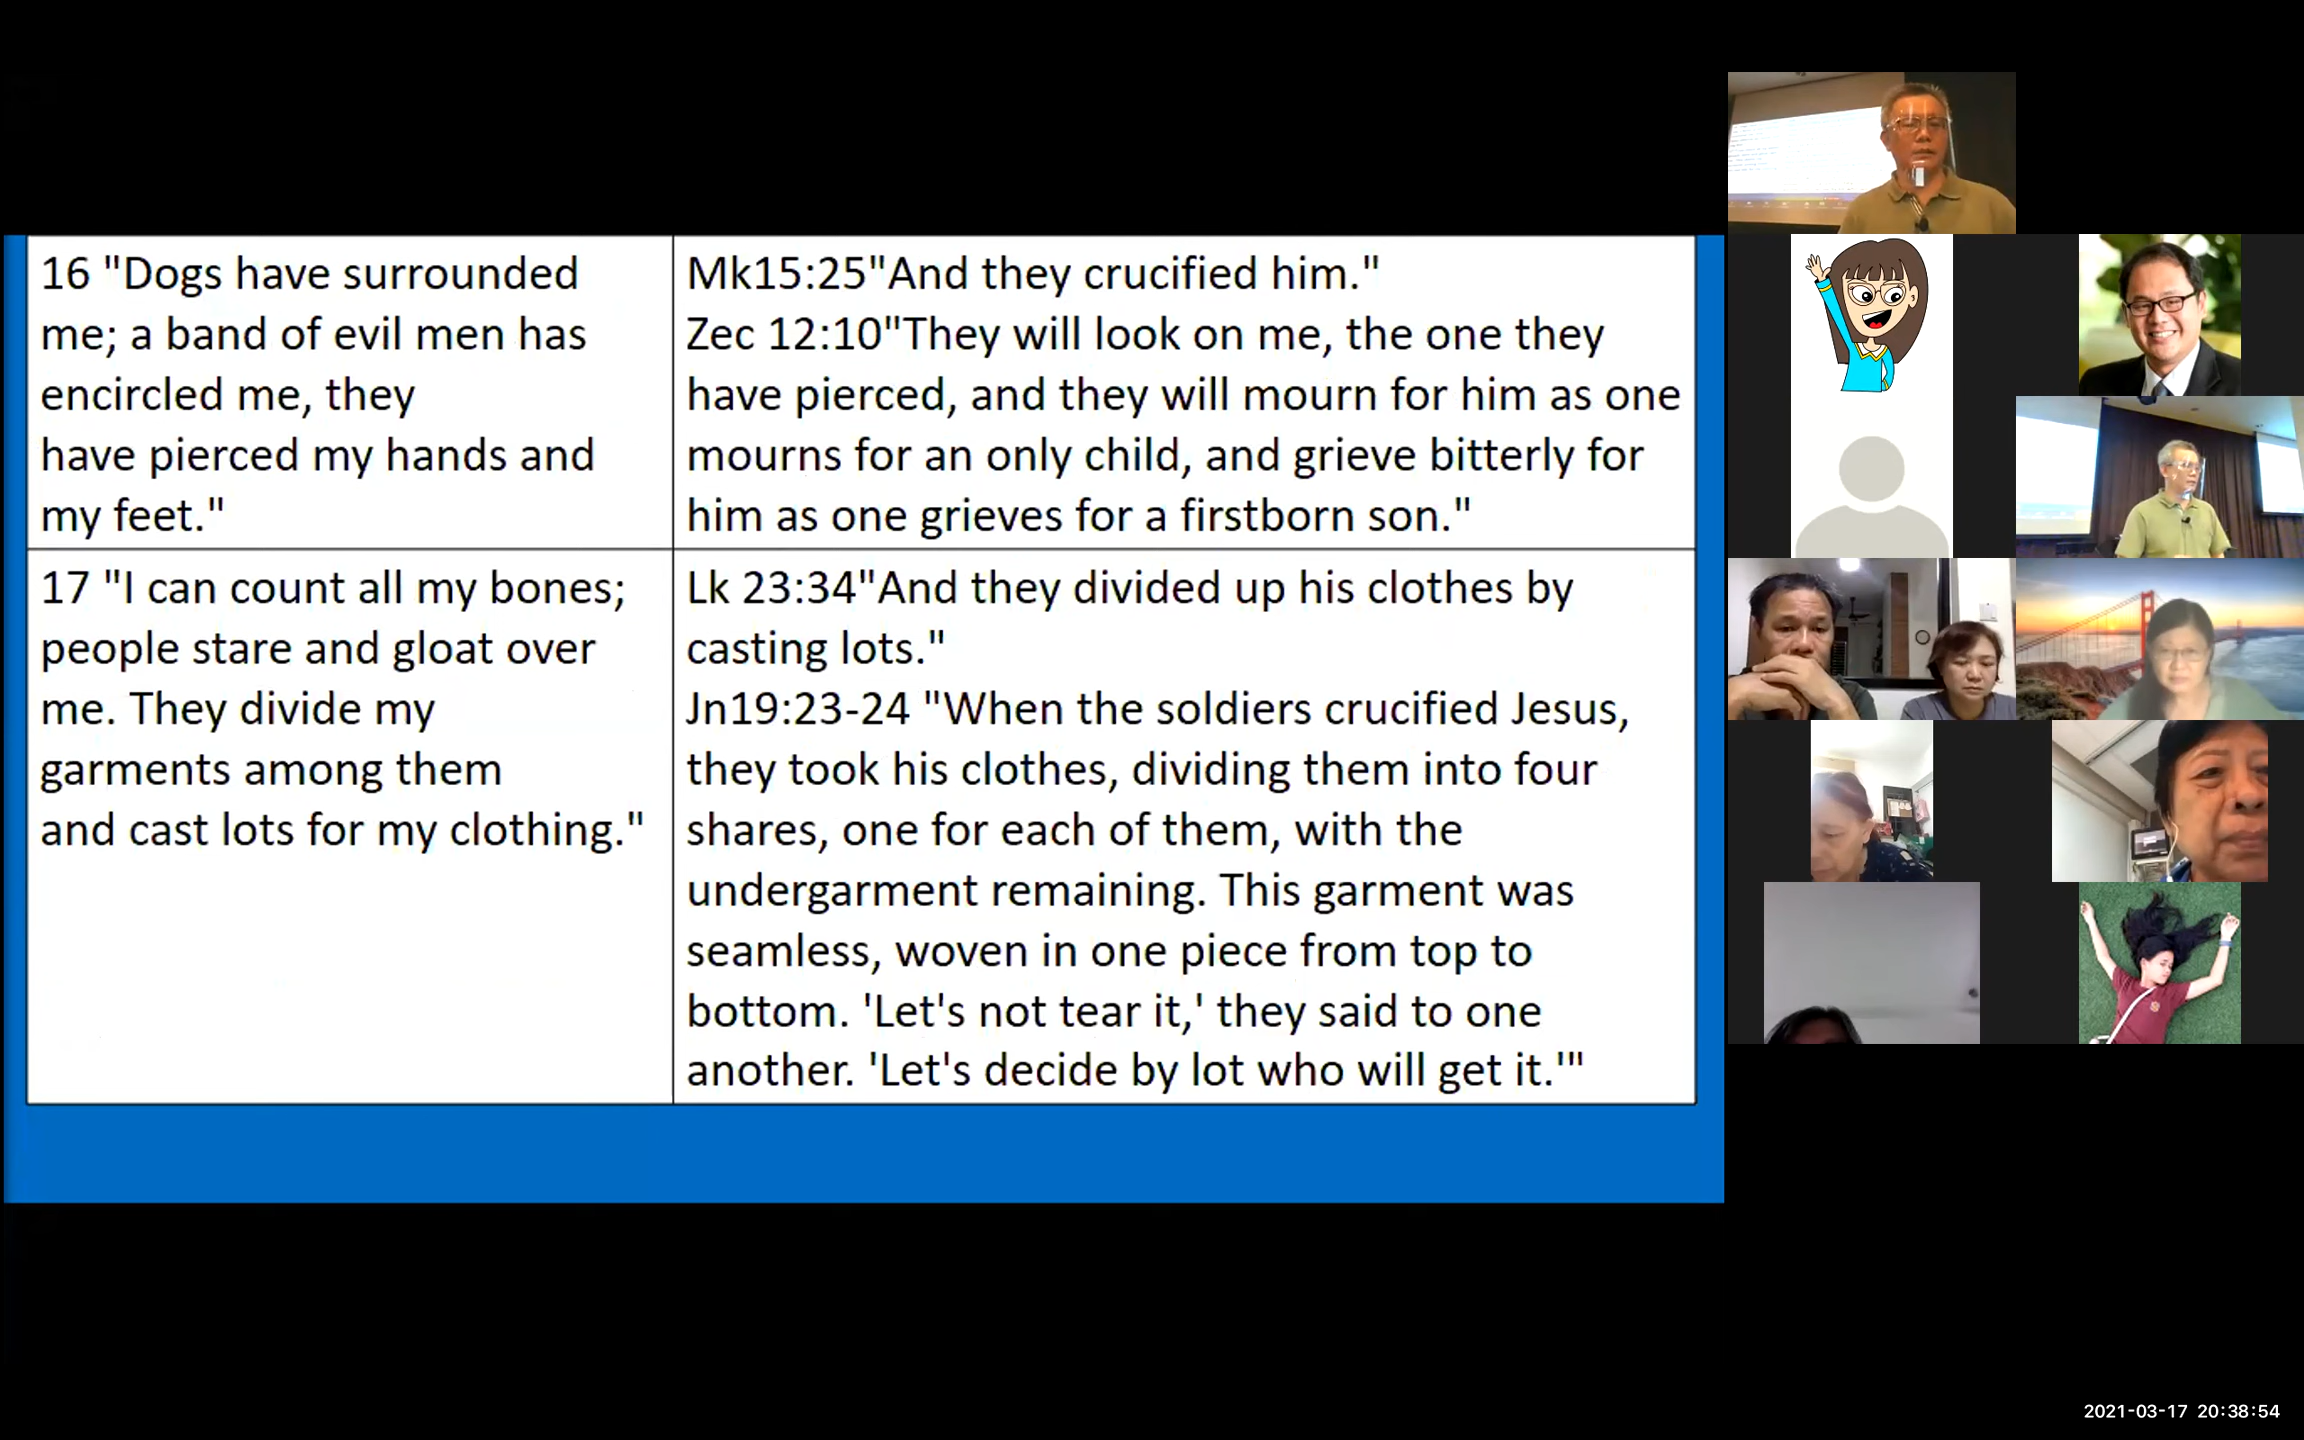 16 "Dogs have surrounded
me; a band of evil men has
encircled me, they
have pierced my hands and
my feet."
Mk15:25"And they crucified him."
Zec 12:10"They will look on me, the one they
have pierced, and they will mourn for him as one
mourns for an only child, and grieve bitterly for
him as one grieves for a firstborn son."
17 "I can count all my bones;
people stare and gloat over
me. They divide my
garments among them
and cast lots for my clothing."
Lk 23:34"And they divided up his clothes by
casting lots."
Jn19:23-24 "When the soldiers crucified Jesus,
they took his clothes, dividing them into four
shares, one for each of them, with the
undergarment remaining. This garment was
seamless, woven in one piece from top to
bottom. 'Let's not tear it,' they said to one
another. 'Let's decide by lot who will get it.'"
2021-03-17 20:38:54